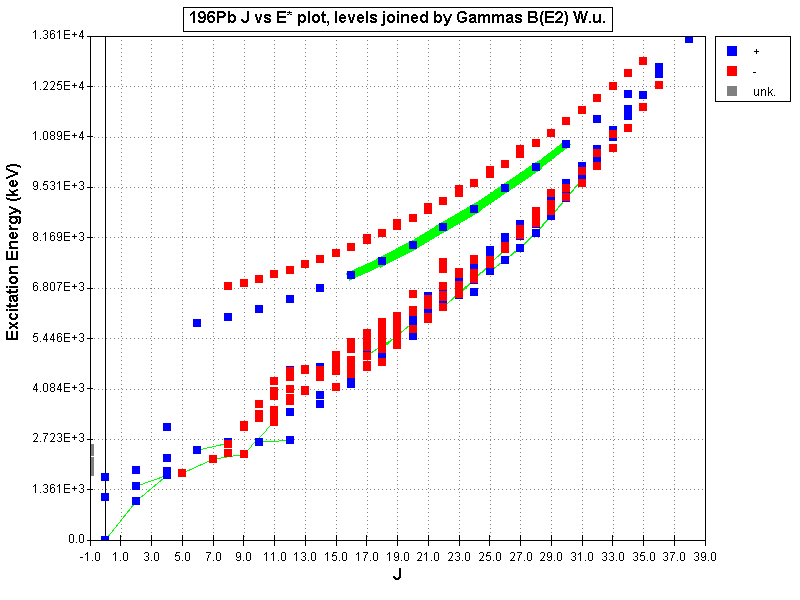 196Pb J vs E* plot, levels joined by Gammas B(E2) W.u.
+
-
unk.
Excitation Energy (keV)
1.361E+4
1.225E+4
1.089E+4
9.531E+3
8.169E+3
6.807E+3
5.446E+3
4.084E+3
2.723E+3
1.361E+3
0.0
-1.0 1.0 3.0 5.0 7.0 9.0 11.0 13.0 15.0 17.0 19.0 21.0 23.0 25.0 27.0 29.0 31.0 33.0 35.0 37.0 39.0
J